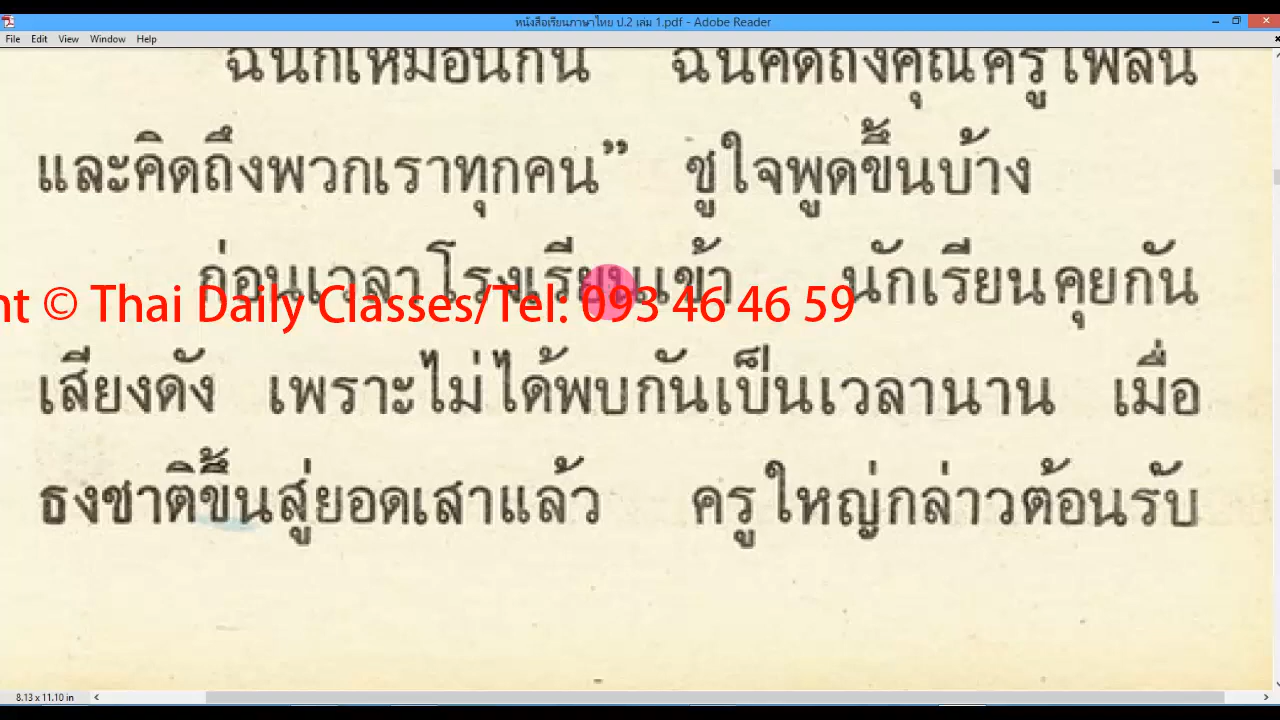 หนังสือเรียนภาษาไทย ป.2 เล่ม 1.pdf - Adobe Reader
File Edit View Window Help
ฉันก็เหมือนกัน ฉันคิดถึงคุณครูไพลิน
และคิดถึงพวกเราทุกคน” ชูใจพูดขึ้นบ้าง
ก่อนเวลาโรงเรียนเข้า นักเรียนคุยกัน
nt © Thai Daily Classes/Tel: 093 46 46 59
เสียงดัง เพราะไม่ได้พบกันเป็นเวลานาน เมื่อ
ธงชาติขึ้นสู่ยอดเสาแล้ว ครูใหญ่กล่าวต้อนรับ
8.13 x 11.10 in